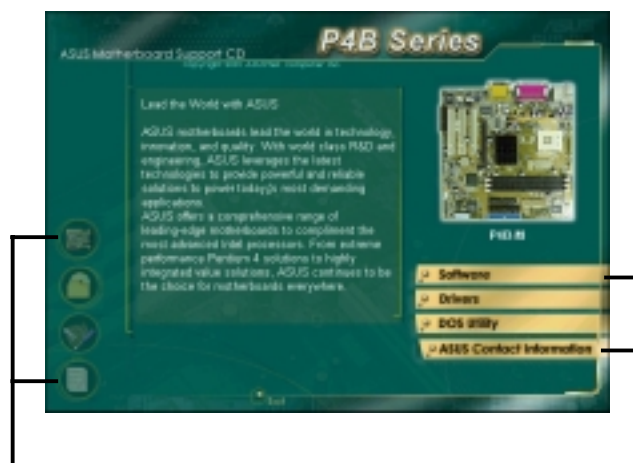 P4B Series
ASUS Motherboard Support CD
Lead the World with ASUS
ASUS motherboards lead the world in technology,
innovation, and quality. With world class R&D and
engineering, ASUS leverages the latest
technologies to provide powerful and reliable
solutions to power today's most demanding
applications.
ASUS offers a comprehensive range of
leading-edge motherboards to compliment the
most advanced Intel processors. From extreme
performance Pentium 4 solutions to highly
integrated value solutions, ASUS continues to be
the choice for motherboards everywhere.
Software
Drivers
DOS Utility
ASUS Contact Information
Exit